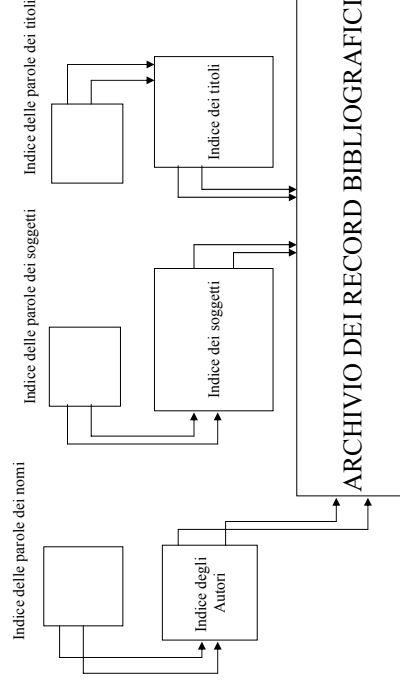 Indice delle parole dei nomi
Indice delle parole dei soggetti
Indice delle parole dei titoli
Indice degli
Autori
Indice dei soggetti
Indice dei titoli
ARCHIVIO DEI RECORD BIBLIOGRAFICI